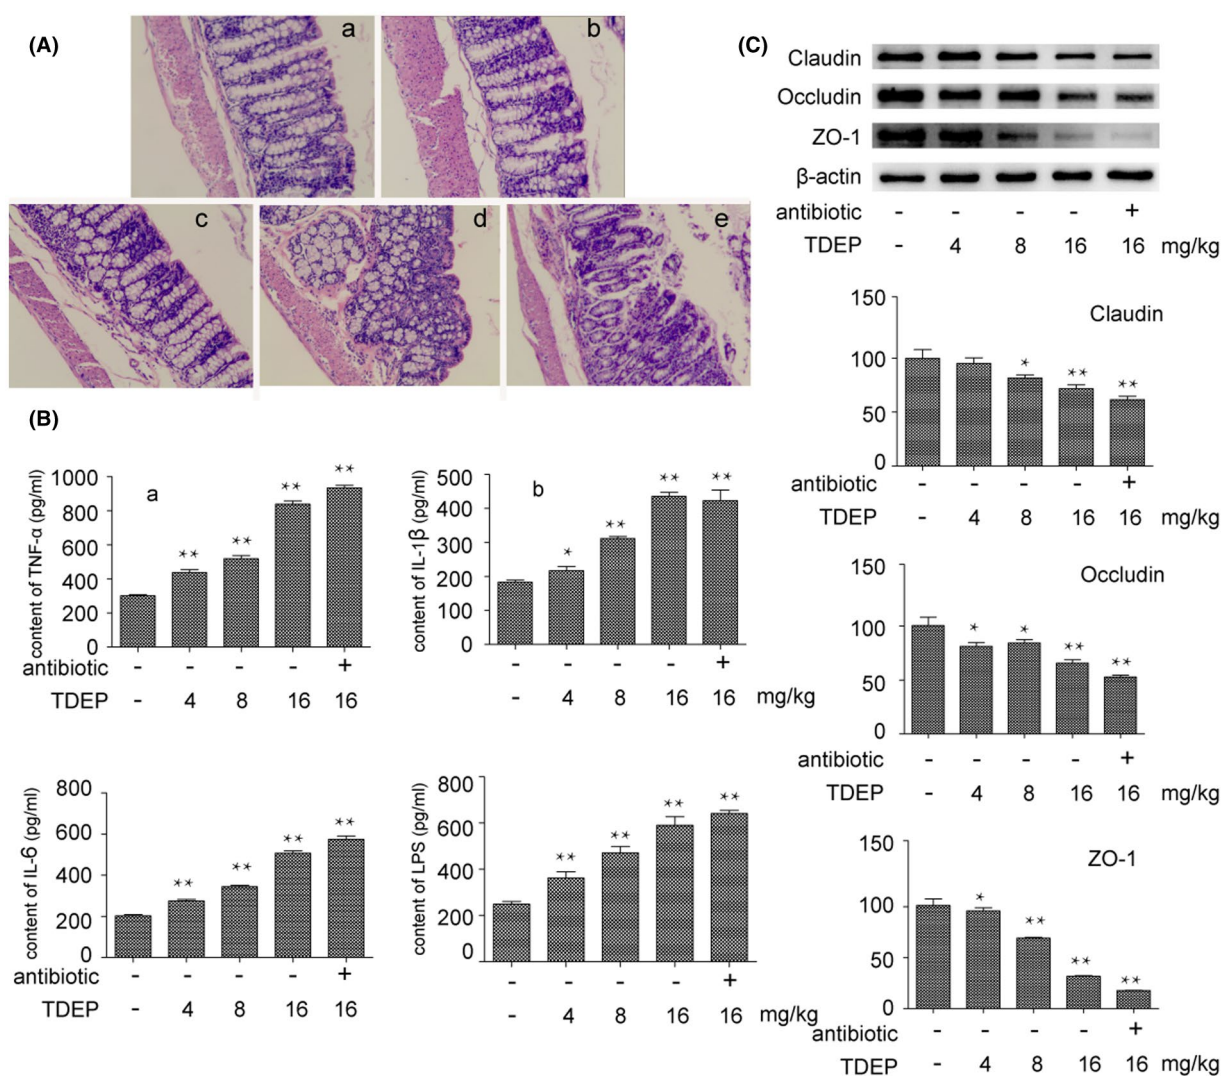 (A)
a
b
c
d
e
(B)
1000
800
600
400
200
0
content of TNF-α (pg/ml)
a
**
**
**
**
antibiotic
- - - - +
TDEP - 4 8 16 16
500
400
300
200
100
0
content of IL-1β (pg/ml)
b
*
**
**
**
- - - - +
- 4 8 16 16 mg/kg
800
600
400
200
0
content of IL-6 (pg/ml)
**
**
**
**
antibiotic - - - - +
TDEP - 4 8 16 16
800
600
400
200
0
content of LPS (pg/ml)
**
**
**
**
- - - - +
- 4 8 16 16 mg/kg
(C)
Claudin
Occludin
ZO-1
β-actin
antibiotic - - - - +
TDEP - 4 8 16 16 mg/kg
150
100
50
0
Claudin
*
**
**
antibiotic - - - - +
TDEP - 4 8 16 16 mg/kg
150
100
50
0
Occludin
*
*
**
**
antibiotic - - - - +
TDEP - 4 8 16 16 mg/kg
150
100
50
0
ZO-1
*
**
**
**
antibiotic - - - - +
TDEP - 4 8 16 16 mg/kg